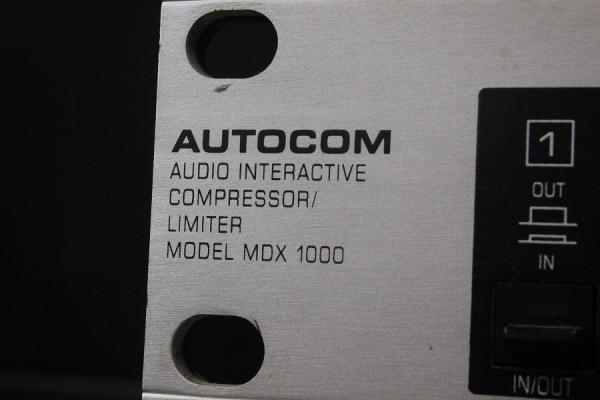 AUTOCOM
AUDIO INTERACTIVE
COMPRESSOR/
LIMITER
MODEL MDX 1000
1
OUT
IN
IN/OUT